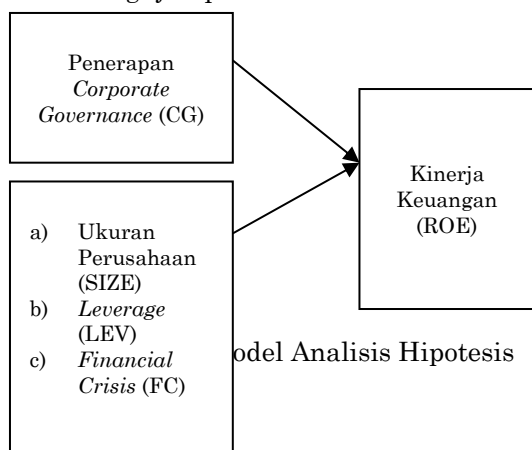 Penerapan
Corporate
Governance (CG)
Kinerja
Keuangan
(ROE)
a) Ukuran
Perusahaan
(SIZE)
b) Leverage
(LEV)
c) Financial
Crisis (FC)
odel Analisis Hipotesis